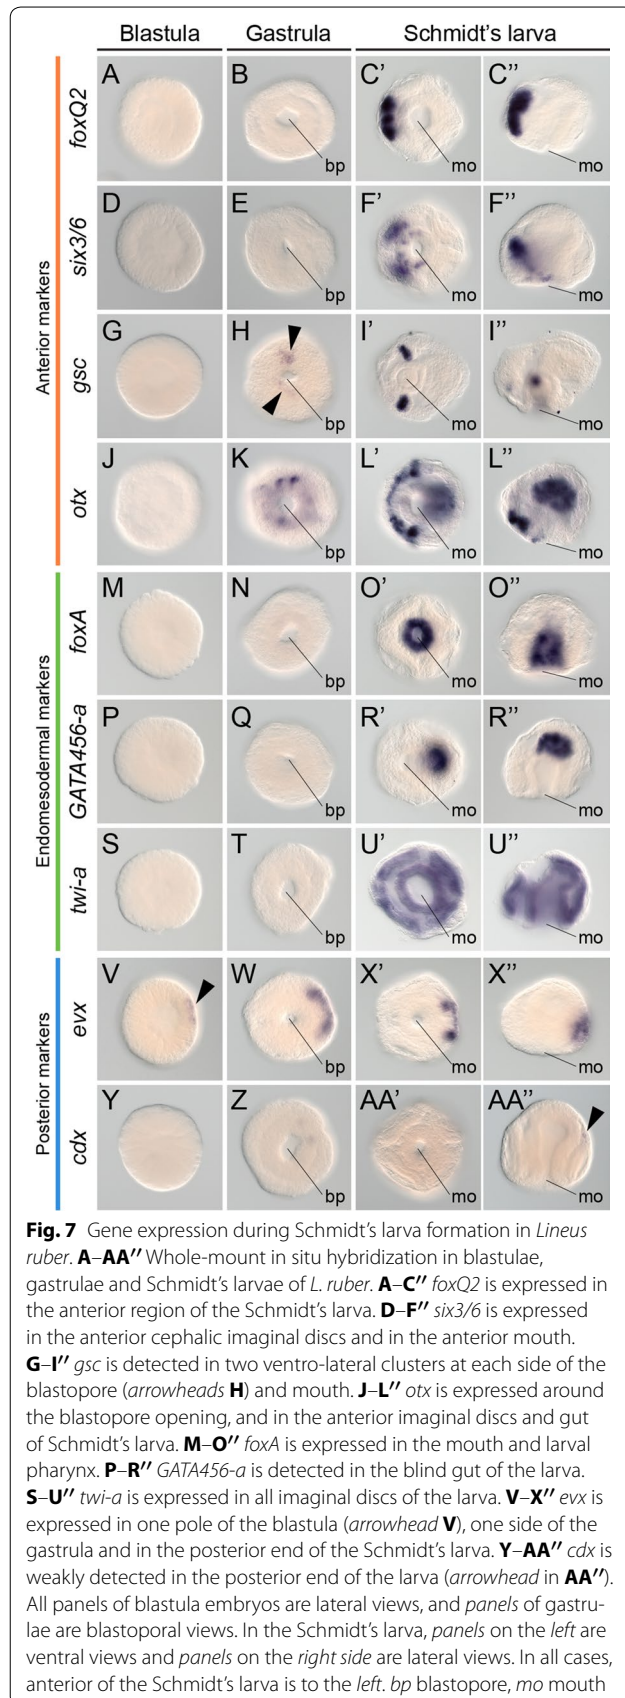 Blastula Gastrula Schmidt's larva
Anterior markers
foxQ2
A B C' C"
bp mo mo
six3/6
D E F' F"
bp mo mo
gsc
G H I' I"
bp mo mo
otx
J K L' L"
bp mo mo
Endomesodermal markers
foxA
M N O' O"
bp mo mo
GATA456-a
P Q R' R"
bp mo mo
twi-a
S T U' U"
bp mo mo
Posterior markers
evx
V W X' X"
bp mo mo
cdx
Y Z AA' AA"
bp mo mo
Fig. 7 Gene expression during Schmidt's larva formation in Lineus
ruber. A–AA″ Whole-mount in situ hybridization in blastulae,
gastrulae and Schmidt's larvae of L. ruber. A–C″ foxQ2 is expressed in
the anterior region of the Schmidt's larva. D–F″ six3/6 is expressed
in the anterior cephalic imaginal discs and in the anterior mouth.
G–I″ gsc is detected in two ventro-lateral clusters at each side of the
blastopore (arrowheads H) and mouth. J–L″ otx is expressed around
the blastopore opening, and in the anterior imaginal discs and gut
of Schmidt's larva. M–O″ foxA is expressed in the mouth and larval
pharynx. P–R″ GATA456-a is detected in the blind gut of the larva.
S–U″ twi-a is expressed in all imaginal discs of the larva. V–X″ evx is
expressed in one pole of the blastula (arrowhead V), one side of the
gastrula and in the posterior end of the Schmidt's larva. Y–AA″ cdx is
weakly detected in the posterior end of the larva (arrowhead in AA″).
All panels of blastula embryos are lateral views, and panels of gastru-
lae are blastoporal views. In the Schmidt's larva, panels on the left are
ventral views and panels on the right side are lateral views. In all cases,
anterior of the Schmidt's larva is to the left. bp blastopore, mo mouth